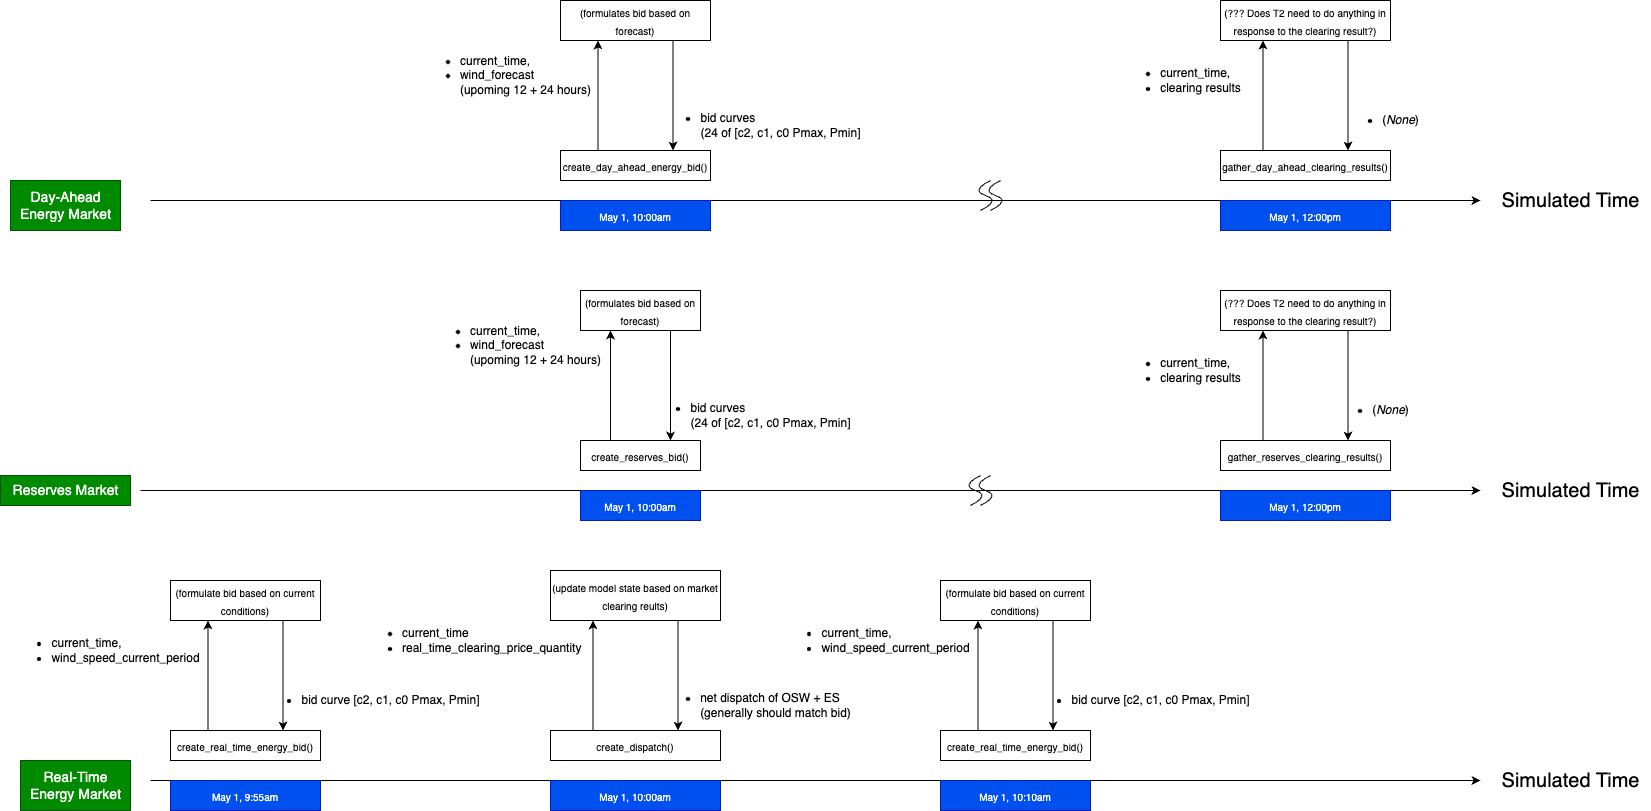 (formulates bid based on
forecast)
(??? Does T2 need to do anything in
response to the clearing result?)
current_time,
wind_forecast
(upoming 12 + 24 hours)
current_time,
clearing results
bid curves
(24 of [c2, c1, c0 Pmax, Pmin]
(None)
create_day_ahead_energy_bid()
gather_day_ahead_clearing_results()
Day-Ahead
Energy Market
Simulated Time
May 1, 10:00am
May 1, 12:00pm
(formulates bid based on
forecast)
(??? Does T2 need to do anything in
response to the clearing result?)
current_time,
wind_forecast
(upoming 12 + 24 hours)
current_time,
clearing results
bid curves
(24 of [c2, c1, c0 Pmax, Pmin]
(None)
create_reserves_bid()
gather_reserves_clearing_results()
Reserves Market
Simulated Time
May 1, 10:00am
May 1, 12:00pm
(formulate bid based on current
conditions)
(update model state based on market
clearing reults)
(formulate bid based on current
conditions)
current_time,
wind_speed_current_period
current_time
real_time_clearing_price_quantity
current_time,
wind_speed_current_period
bid curve [c2, c1, c0 Pmax, Pmin]
net dispatch of OSW + ES
(generally should match bid)
bid curve [c2, c1, c0 Pmax, Pmin]
create_real_time_energy_bid()
create_dispatch()
create_real_time_energy_bid()
Real-Time
Energy Market
Simulated Time
May 1, 9:55am
May 1, 10:00am
May 1, 10:10am